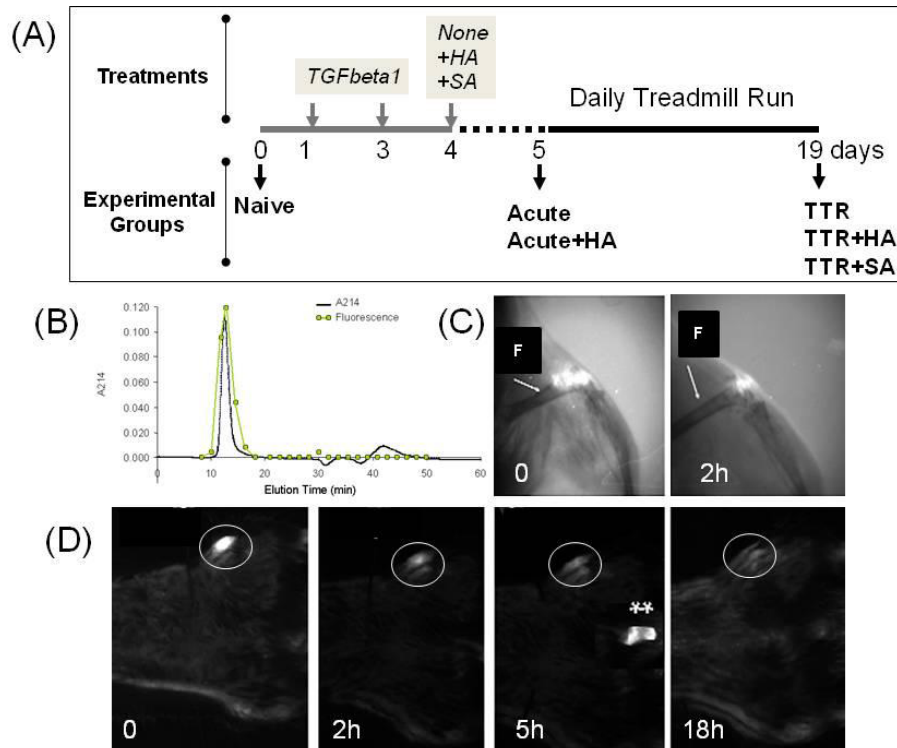 (A)
Treatments
TGFbeta1
None
+HA
+SA
Daily Treadmill Run
0 1 3 4 5 19 days
Experimental
Groups
Naive
Acute
Acute+HA
TTR
TTR+HA
TTR+SA
(B)
A214
Fluorescence
0.120
0.100
0.080
0.060
0.040
0.020
0.000
A214
0 10 20 30 40 50 60
Elution Time (min)
(C)
F
0
F
2h
(D)
0
2h
**
5h
18h